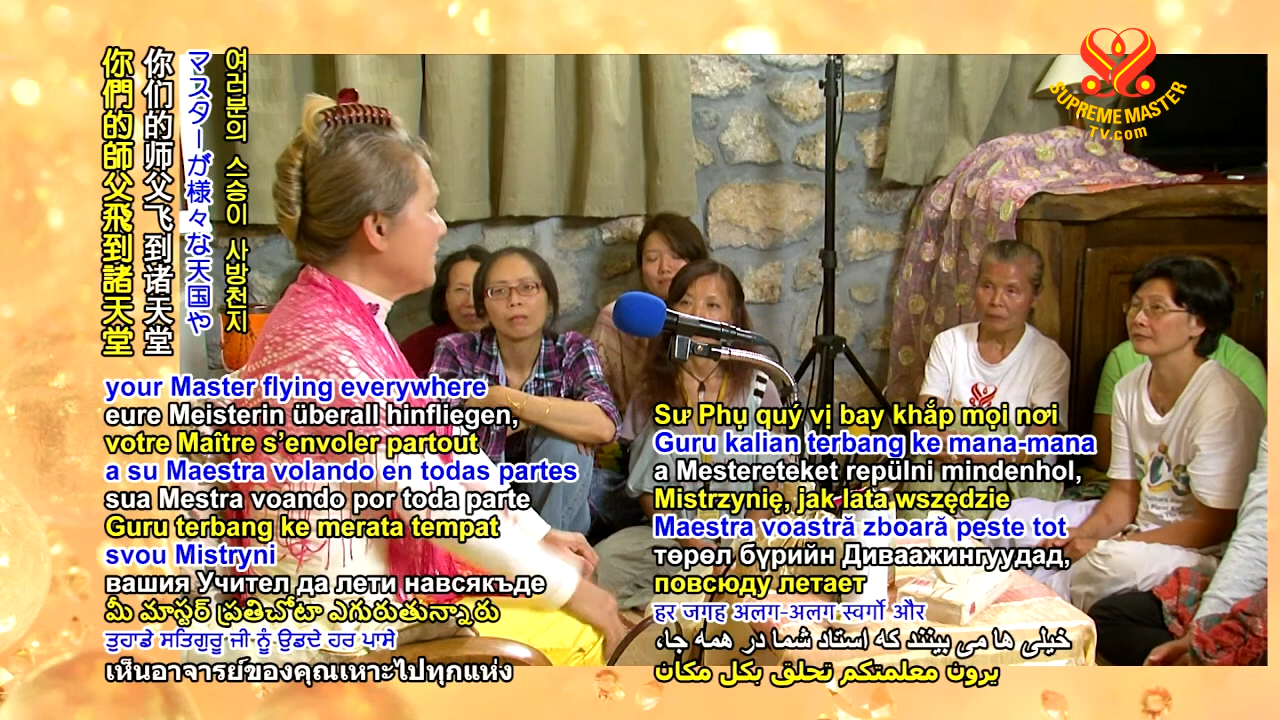 你們的師父飛到諸天堂
你们的师父飞到诸天堂
マスターが様々な天国や
여러분의 스승이 사방천지
SUPREME MASTER
TV.com
your Master flying everywhere
eure Meisterin überall hinfliegen,
votre Maître s'envoler partout
a su Maestra volando en todas partes
sua Mestra voando por toda parte
Guru terbang ke merata tempat
svou Mistryni
вашия Учител да лети навсякъде
మీ మాస్టర్ ప్రతిచోటా ఎగురుతున్నారు
ਤੁਹਾਡੇ ਸਤਿਗੁਰੂ ਜੀ ਨੂੰ ਉਡਦੇ ਹਰ ਪਾਸੇ
เห็นอาจารย์ของคุณเหาะไปทุกแห่ง
Sư Phụ quý vị bay khắp mọi nơi
Guru kalian terbang ke mana-mana
a Mestereteket repülni mindenhol,
Mistrzynię, jak lata wszędzie
Maestra voastră zboară peste tot
төрөл бүрийн Диваажингуудад,
повсюду летает
हर जगह अलग-अलग स्वर्गो और
خیلی ها می بینند که استاد شما در همه جا،
يرون معلمتكم تحلق بكل مكان